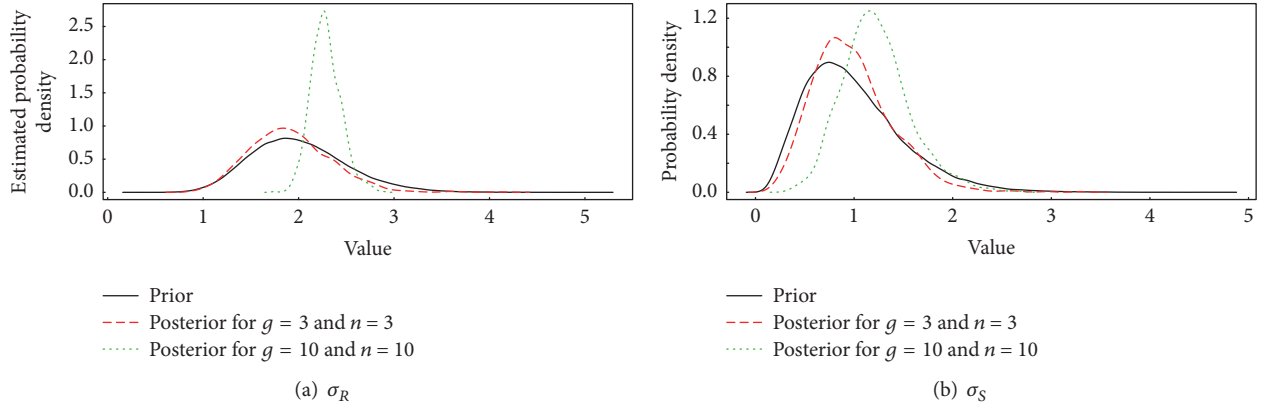 Estimated probability
density
2.5
2.0
1.5
1.0
0.5
0.0
0 1 2 3 4 5
Value
Prior
Posterior for g = 3 and n = 3
Posterior for g = 10 and n = 10
(a) σR
Probability density
1.2
0.8
0.4
0.0
0 1 2 3 4 5
Value
Prior
Posterior for g = 3 and n = 3
Posterior for g = 10 and n = 10
(b) σS